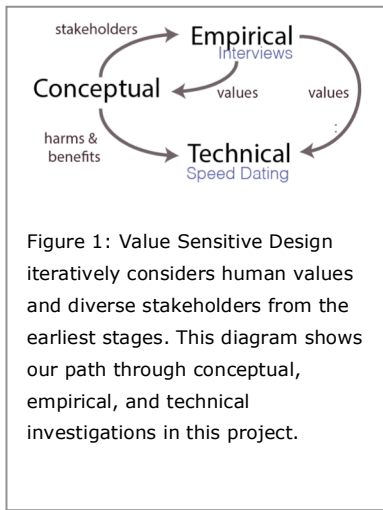 stakeholders
Empirical
Interviews
Conceptual
values
values
:
harms &
benefits
Technical
Speed Dating
Figure 1: Value Sensitive Design
iteratively considers human values
and diverse stakeholders from the
earliest stages. This diagram shows
our path through conceptual,
empirical, and technical
investigations in this project.